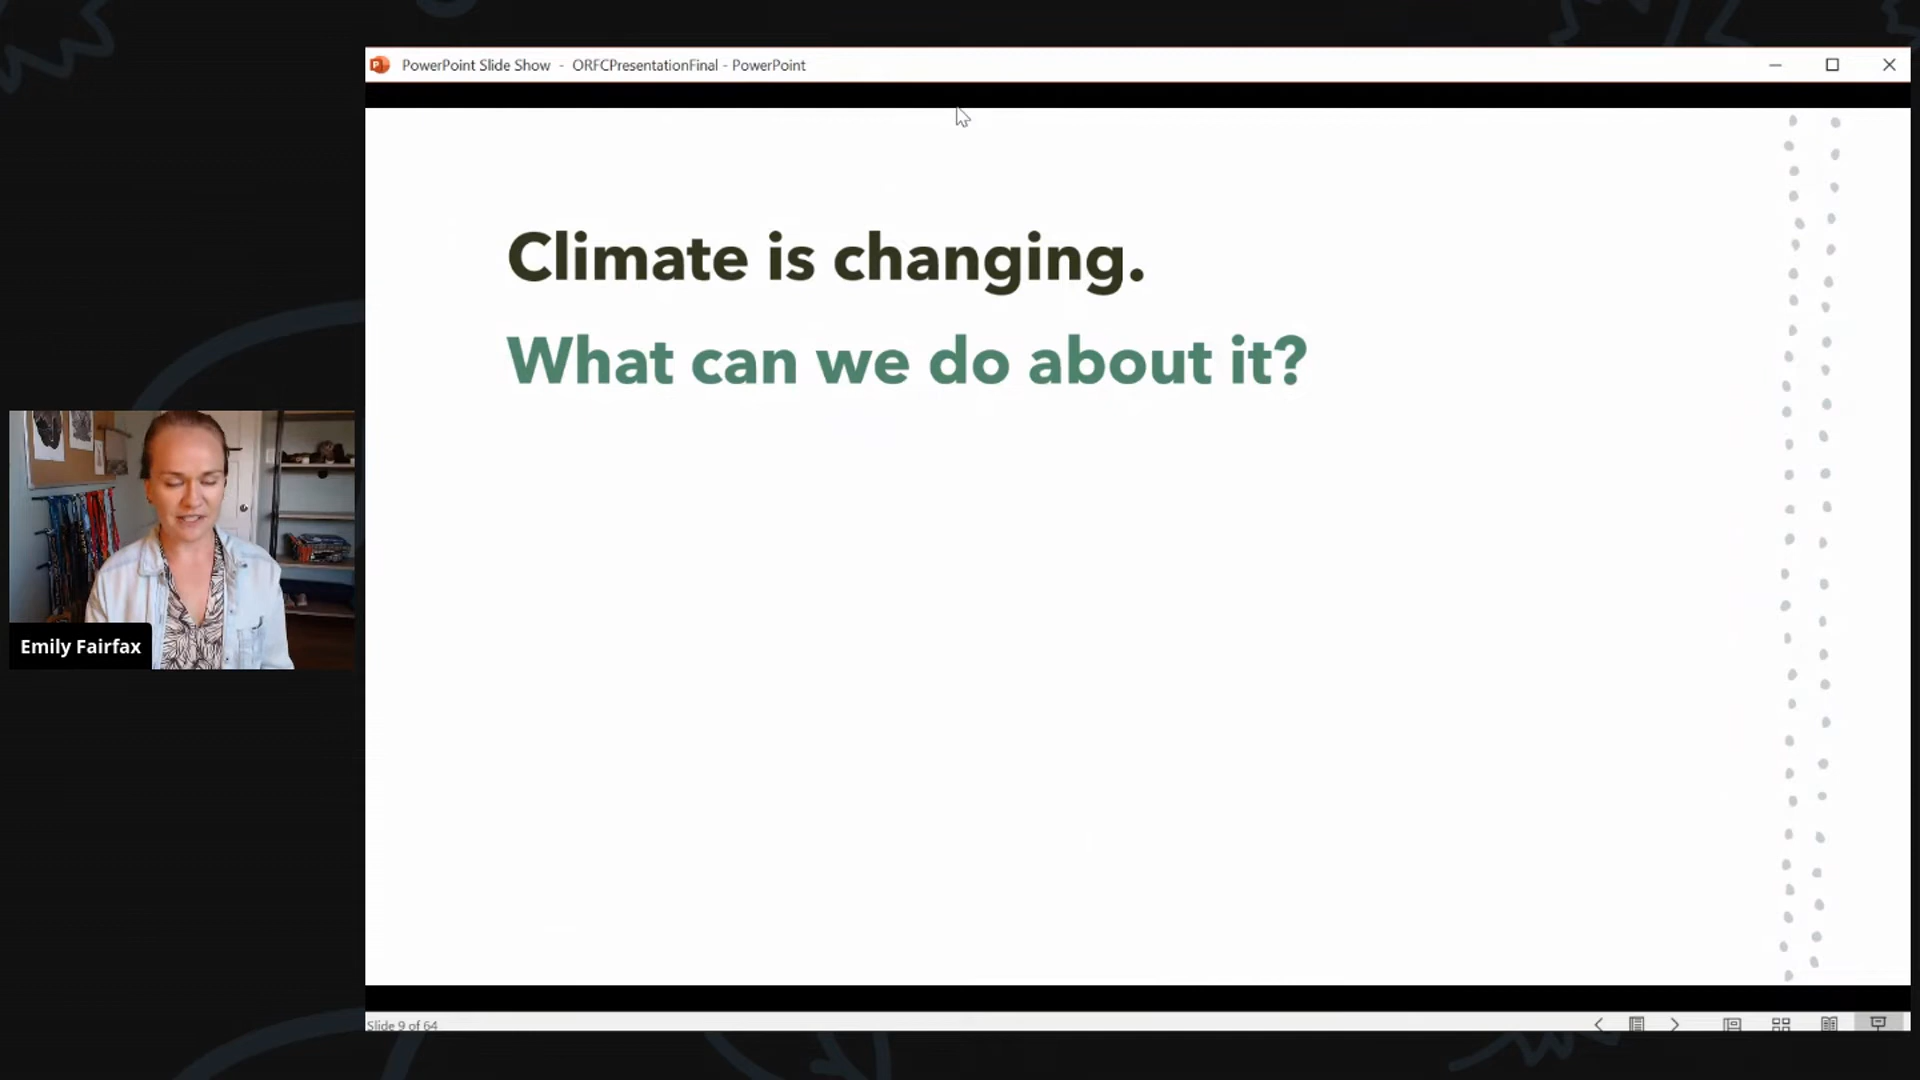 PowerPoint Slide Show - ORFCPresentationFinal - PowerPoint
Climate is changing.
What can we do about it?
Emily Fairfax
Slide 9 of 64